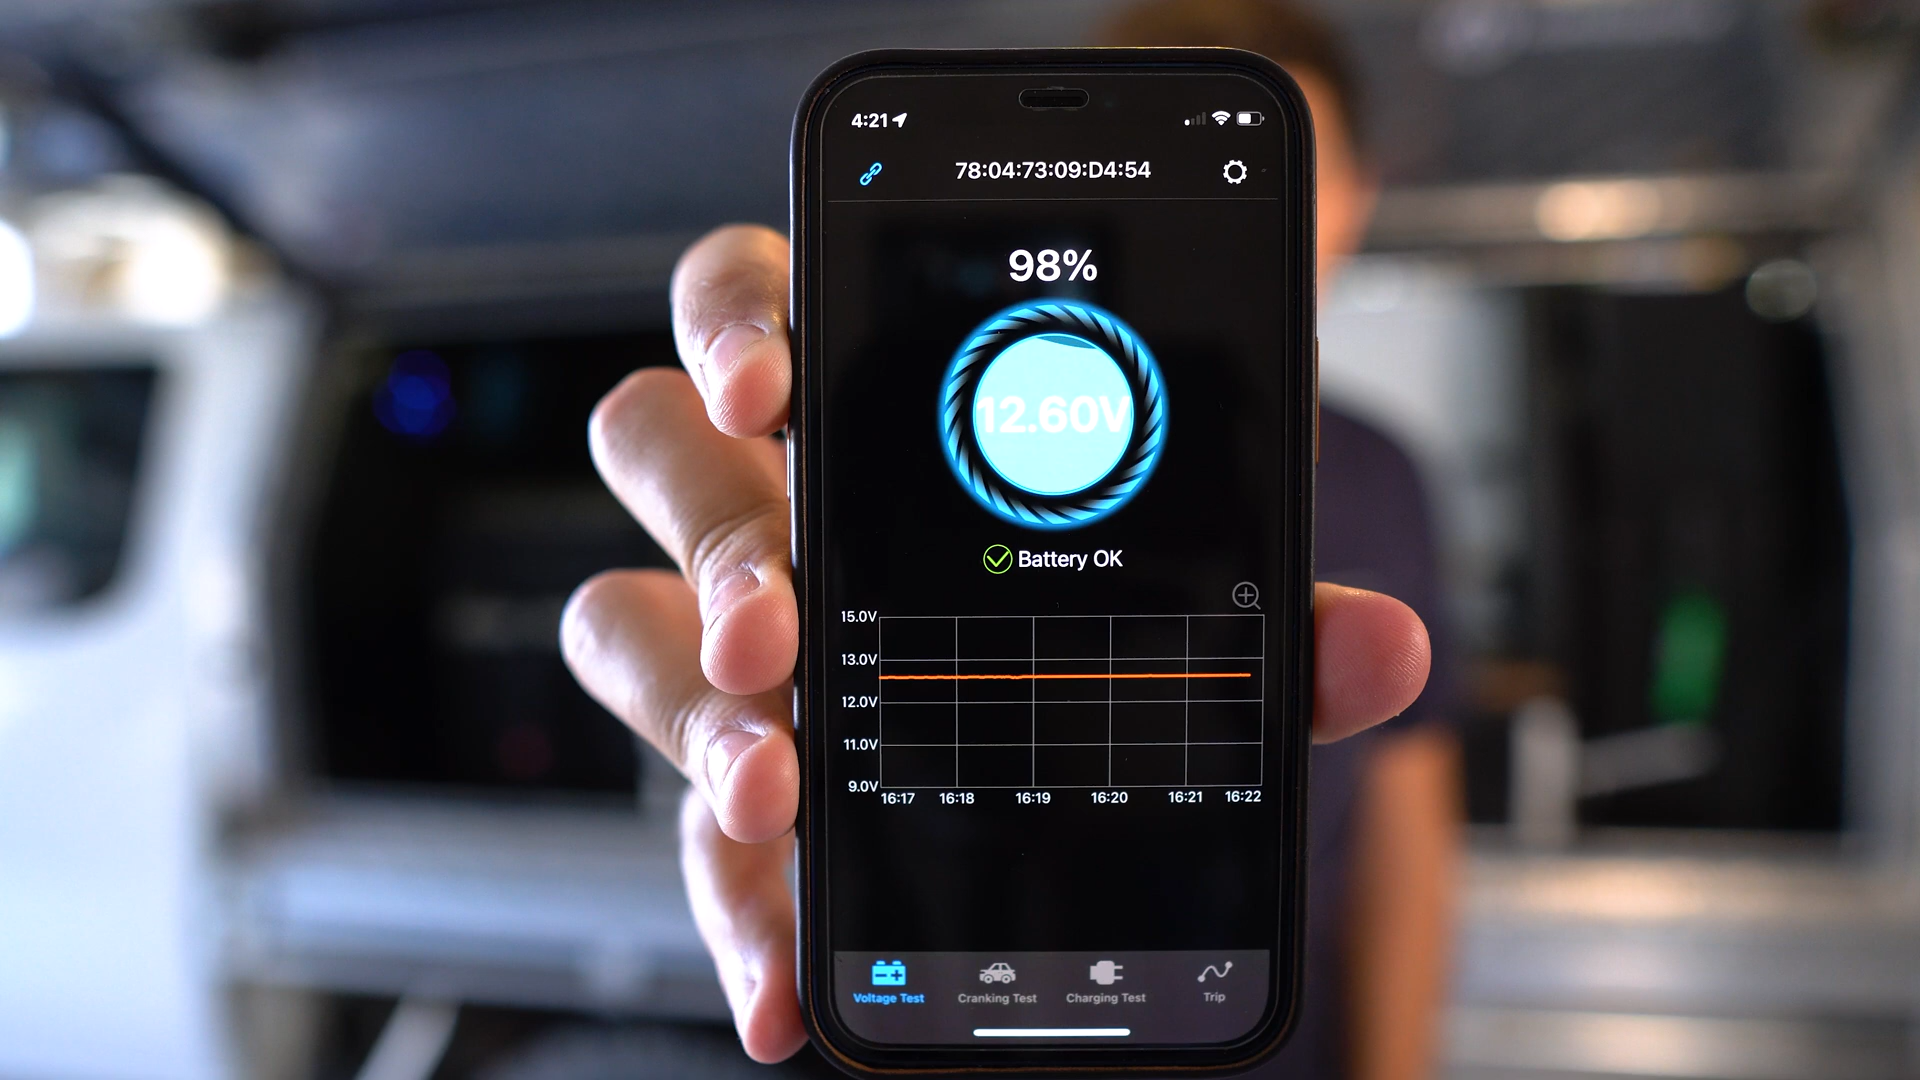 4:21
78:04:73:09:D4:54
98%
12.60V
Battery OK
15.0V
13.0V
12.0V
11.0V
9.0V
16:17 16:18 16:19 16:20 16:21 16:22
Voltage Test Cranking Test Charging Test Trip